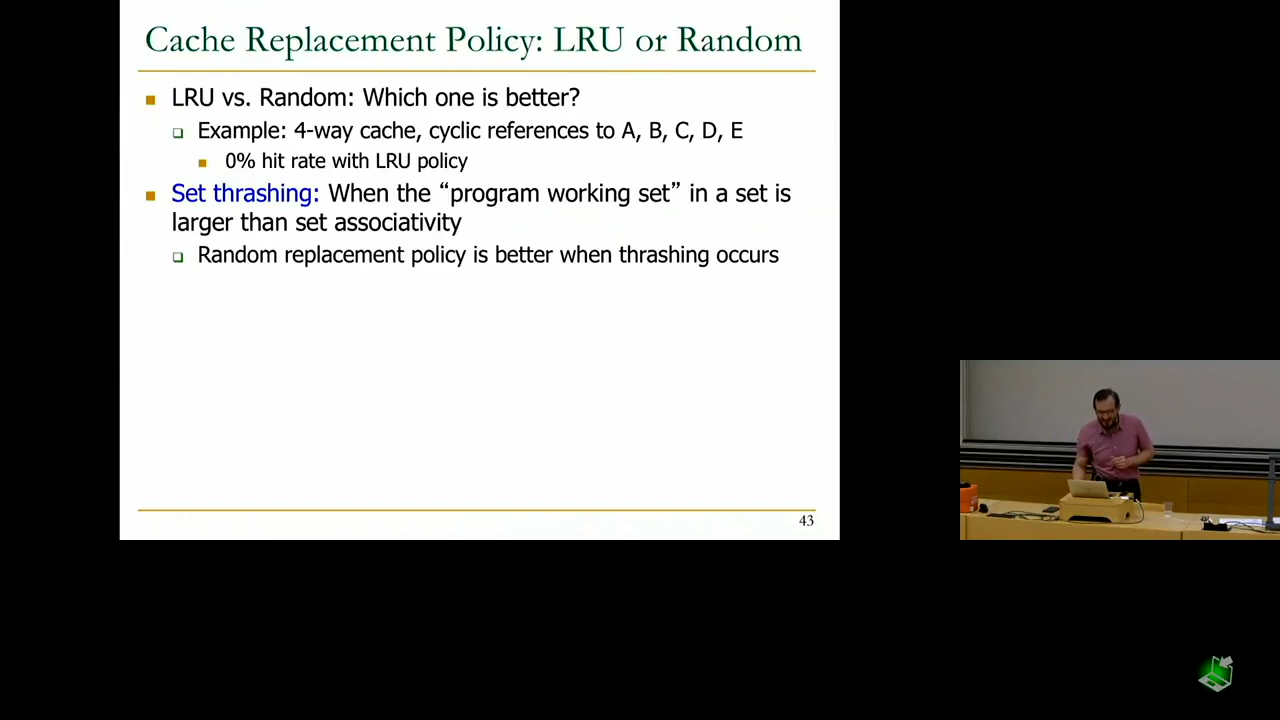 Cache Replacement Policy: LRU or Random
LRU vs. Random: Which one is better?
Example: 4-way cache, cyclic references to A, B, C, D, E
0% hit rate with LRU policy
Set thrashing: When the “program working set” in a set is
larger than set associativity
Random replacement policy is better when thrashing occurs
43